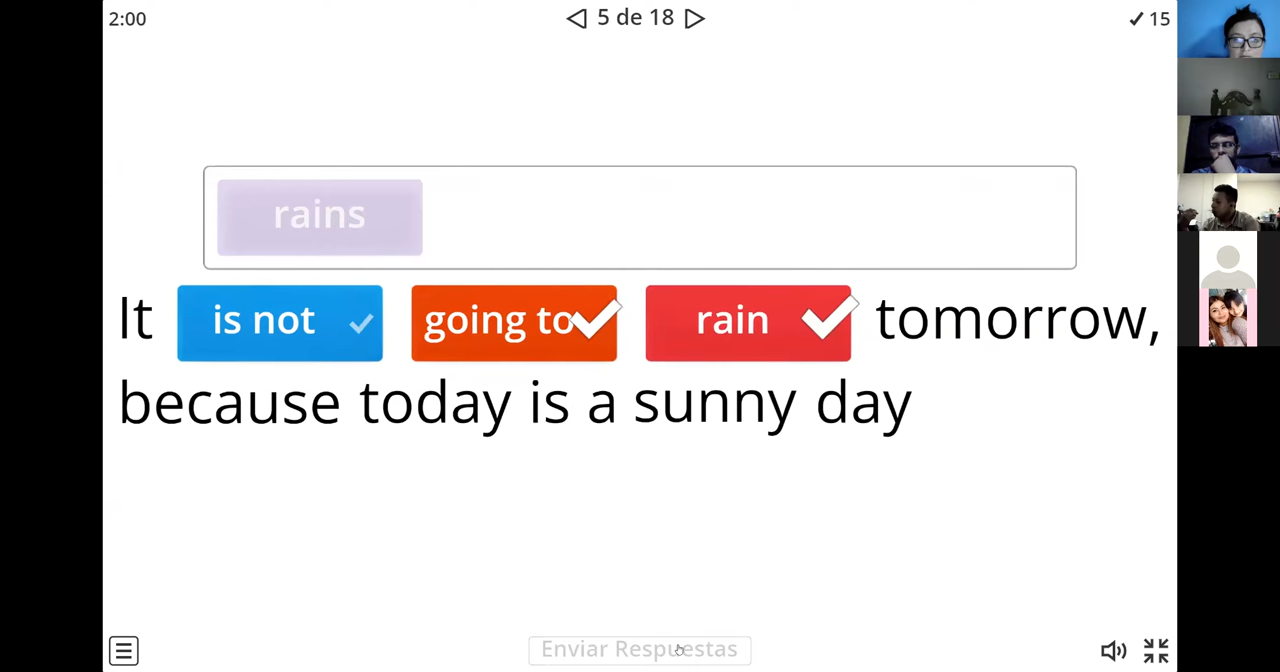 2:00
5 de 18
15
rains
It is not going to rain tomorrow,
because today is a sunny day
Enviar Respuestas